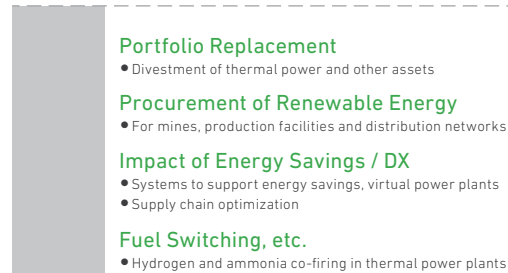 Portfolio Replacement
● Divestment of thermal power and other assets
Procurement of Renewable Energy
● For mines, production facilities and distribution networks
Impact of Energy Savings / DX
● Systems to support energy savings, virtual power plants
● Supply chain optimization
Fuel Switching, etc.
● Hydrogen and ammonia co-firing in thermal power plants